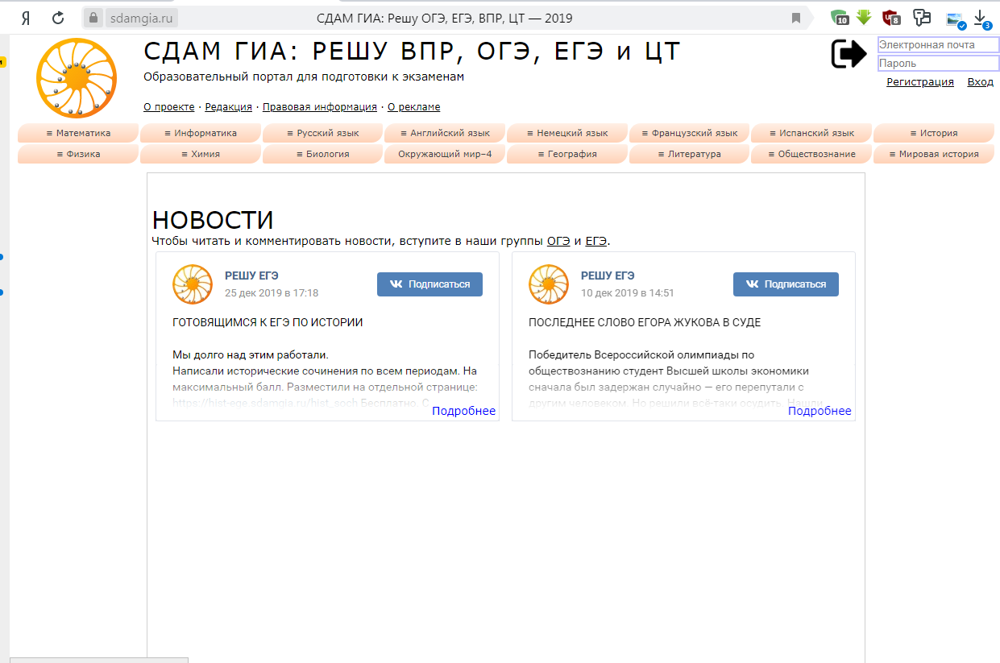 Я sdamgia.ru СДАМ ГИА: Решу ОГЭ, ЕГЭ, ВПР, ЦТ — 2019 10 8 3
СДАМ ГИА: РЕШУ ВПР, ОГЭ, ЕГЭ и ЦТ
Образовательный портал для подготовки к экзаменам
О проекте · Редакция · Правовая информация · О рекламе
Электронная почта
Пароль
Регистрация Вход
≡ Математика ≡ Информатика ≡ Русский язык ≡ Английский язык ≡ Немецкий язык ≡ Французский язык ≡ Испанский язык ≡ История
≡ Физика ≡ Химия ≡ Биология Окружающий мир–4 ≡ География ≡ Литература ≡ Обществознание ≡ Мировая история
НОВОСТИ
Чтобы читать и комментировать новости, вступите в наши группы ОГЭ и ЕГЭ.
РЕШУ ЕГЭ
25 дек 2019 в 17:18
Подписаться
ГОТОВЯЩИМСЯ К ЕГЭ ПО ИСТОРИИ
Мы долго над этим работали.
Написали исторические сочинения по всем периодам. На
максимальный балл. Разместили на отдельной странице:
https://hist-ege.sdamgia.ru/hist_soch Бесплатно. С
Подробнее
РЕШУ ЕГЭ
10 дек 2019 в 14:51
Подписаться
ПОСЛЕДНЕЕ СЛОВО ЕГОРА ЖУКОВА В СУДЕ
Победитель Всероссийской олимпиады по
обществознанию студент Высшей школы экономики
сначала был задержан случайно — его перепутали с
другим человеком. Но решили всё-таки осудить. Нашли
Подробнее